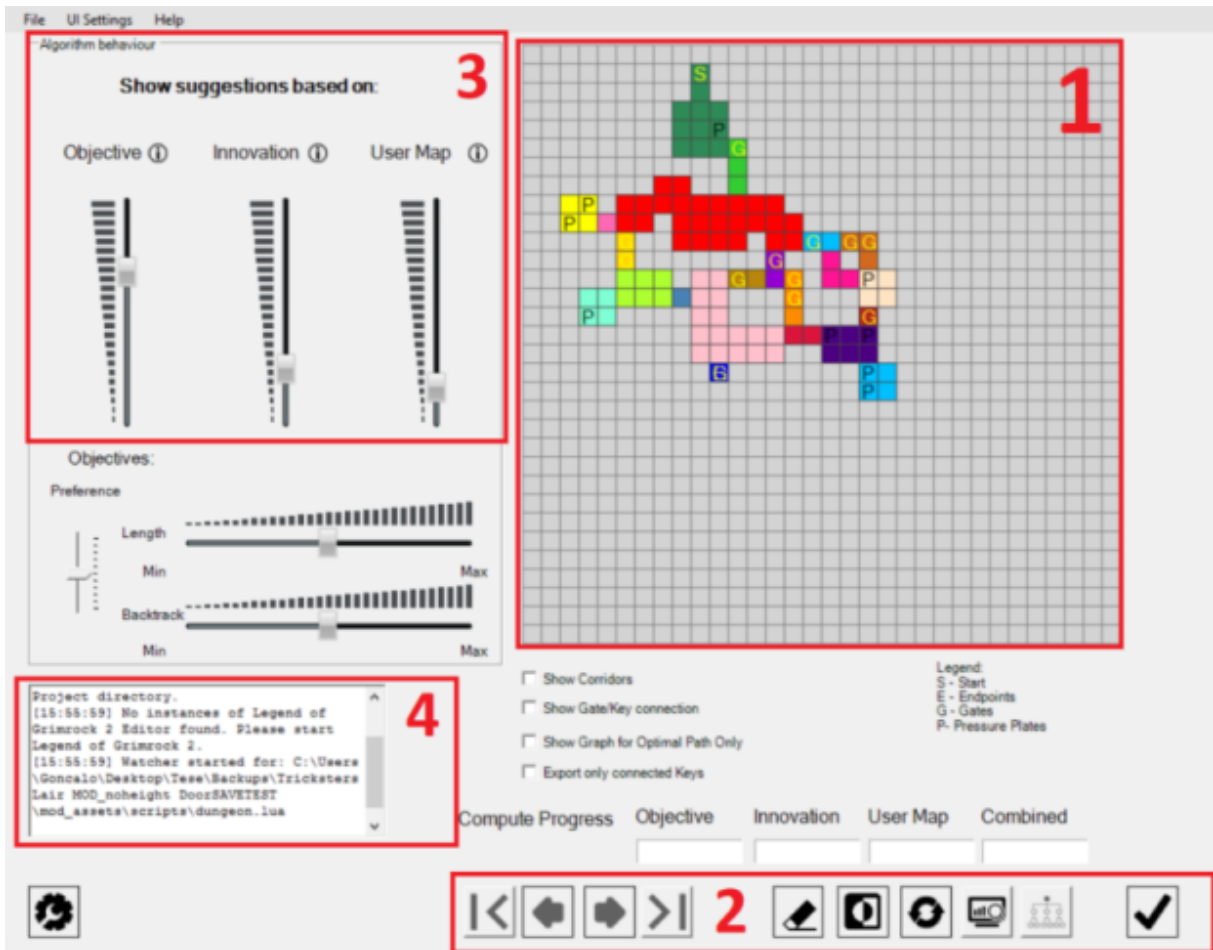 File UI Settings Help
Algorithm behaviour
Show suggestions based on:
3
1
Objective Innovation User Map
S
P
G
P
P
G
G G G
G
G
G G P
G
P G
P P
G
P
P
Objectives:
Preference
Length
Min Max
Backtrack
Min Max
Project directory.
[15:55:59] No instances of Legend of
Grimrock 2 Editor found. Please start
Legend of Grimrock 2.
[15:55:59] Watcher started for: C:\Users
\Goncalo\Desktop\Tese\Backups\Tricksters
Lair MOD_noheight DoorSAVETEST
\mod_assets\scripts\dungeon.lua
4
Show Corridors
Show Gate/Key connection
Show Graph for Optimal Path Only
Export only connected Keys
Legend:
S - Start
E - Endpoints
G - Gates
P- Pressure Plates
Compute Progress Objective Innovation User Map Combined
2